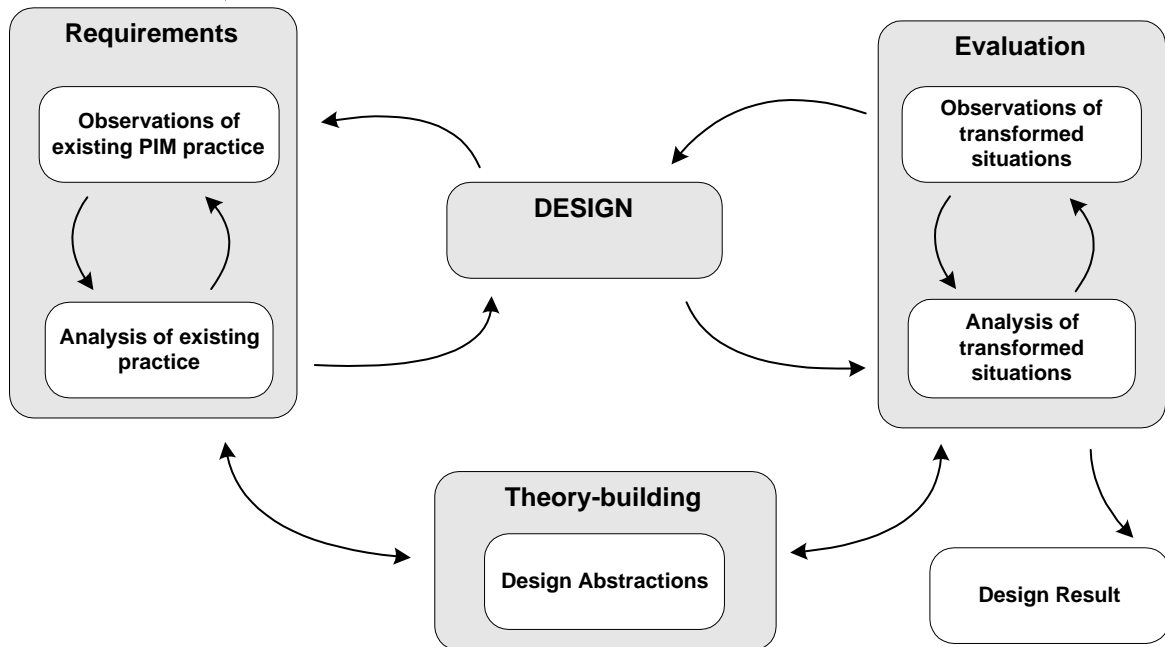 Requirements
Observations of
existing PIM practice
Analysis of existing
practice
DESIGN
Theory-building
Design Abstractions
Evaluation
Observations of
transformed
situations
Analysis of
transformed
situations
Design Result